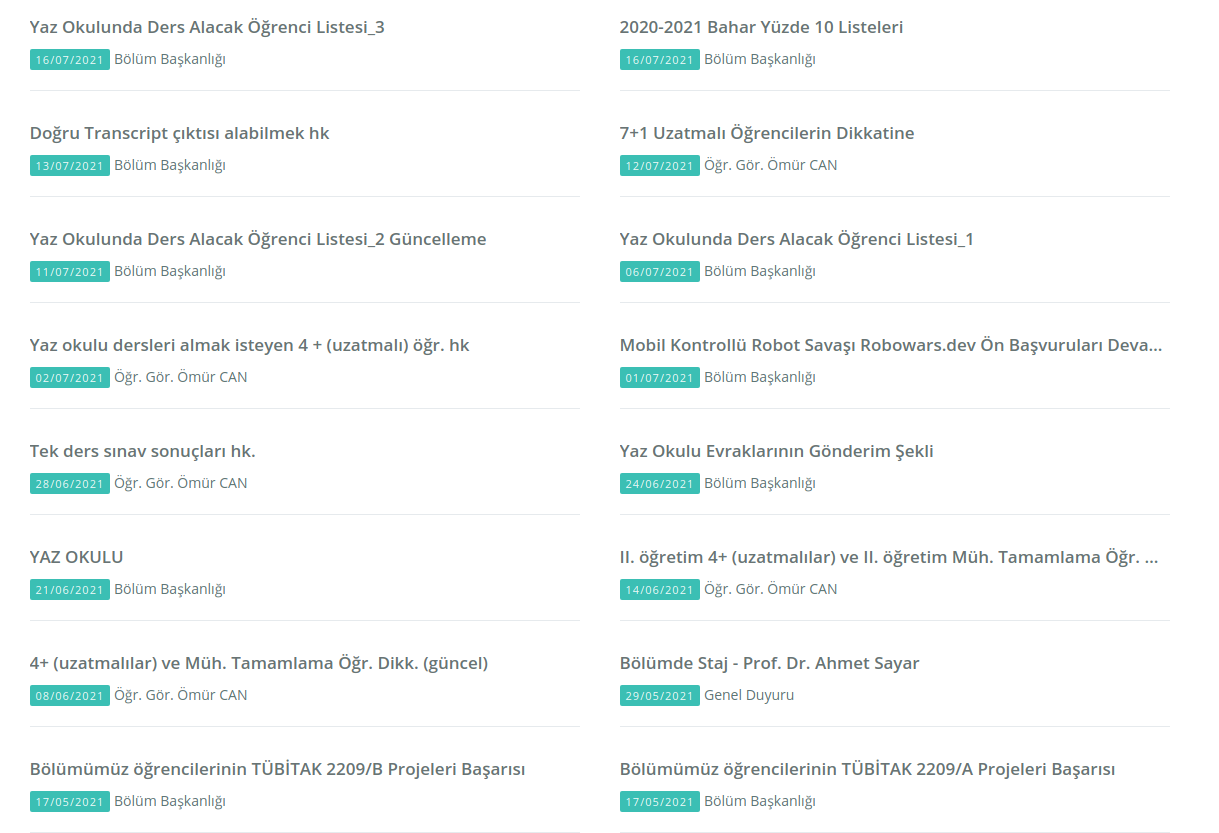 Yaz Okulunda Ders Alacak Öğrenci Listesi_3
16/07/2021 Bölüm Başkanlığı
2020-2021 Bahar Yüzde 10 Listeleri
16/07/2021 Bölüm Başkanlığı
Doğru Transcript çıktısı alabilmek hk
13/07/2021 Bölüm Başkanlığı
7+1 Uzatmalı Öğrencilerin Dikkatine
12/07/2021 Öğr. Gör. Ömür CAN
Yaz Okulunda Ders Alacak Öğrenci Listesi_2 Güncelleme
11/07/2021 Bölüm Başkanlığı
Yaz Okulunda Ders Alacak Öğrenci Listesi_1
06/07/2021 Bölüm Başkanlığı
Yaz okulu dersleri almak isteyen 4 + (uzatmalı) öğr. hk
02/07/2021 Öğr. Gör. Ömür CAN
Mobil Kontrollü Robot Savaşı Robowars.dev Ön Başvuruları Deva...
01/07/2021 Bölüm Başkanlığı
Tek ders sınav sonuçları hk.
28/06/2021 Öğr. Gör. Ömür CAN
Yaz Okulu Evraklarının Gönderim Şekli
24/06/2021 Bölüm Başkanlığı
YAZ OKULU
21/06/2021 Bölüm Başkanlığı
II. öğretim 4+ (uzatmalılar) ve II. öğretim Müh. Tamamlama Öğr. ...
14/06/2021 Öğr. Gör. Ömür CAN
4+ (uzatmalılar) ve Müh. Tamamlama Öğr. Dikk. (güncel)
08/06/2021 Öğr. Gör. Ömür CAN
Bölümde Staj - Prof. Dr. Ahmet Sayar
29/05/2021 Genel Duyuru
Bölümümüz öğrencilerinin TÜBİTAK 2209/B Projeleri Başarısı
17/05/2021 Bölüm Başkanlığı
Bölümümüz öğrencilerinin TÜBİTAK 2209/A Projeleri Başarısı
17/05/2021 Bölüm Başkanlığı